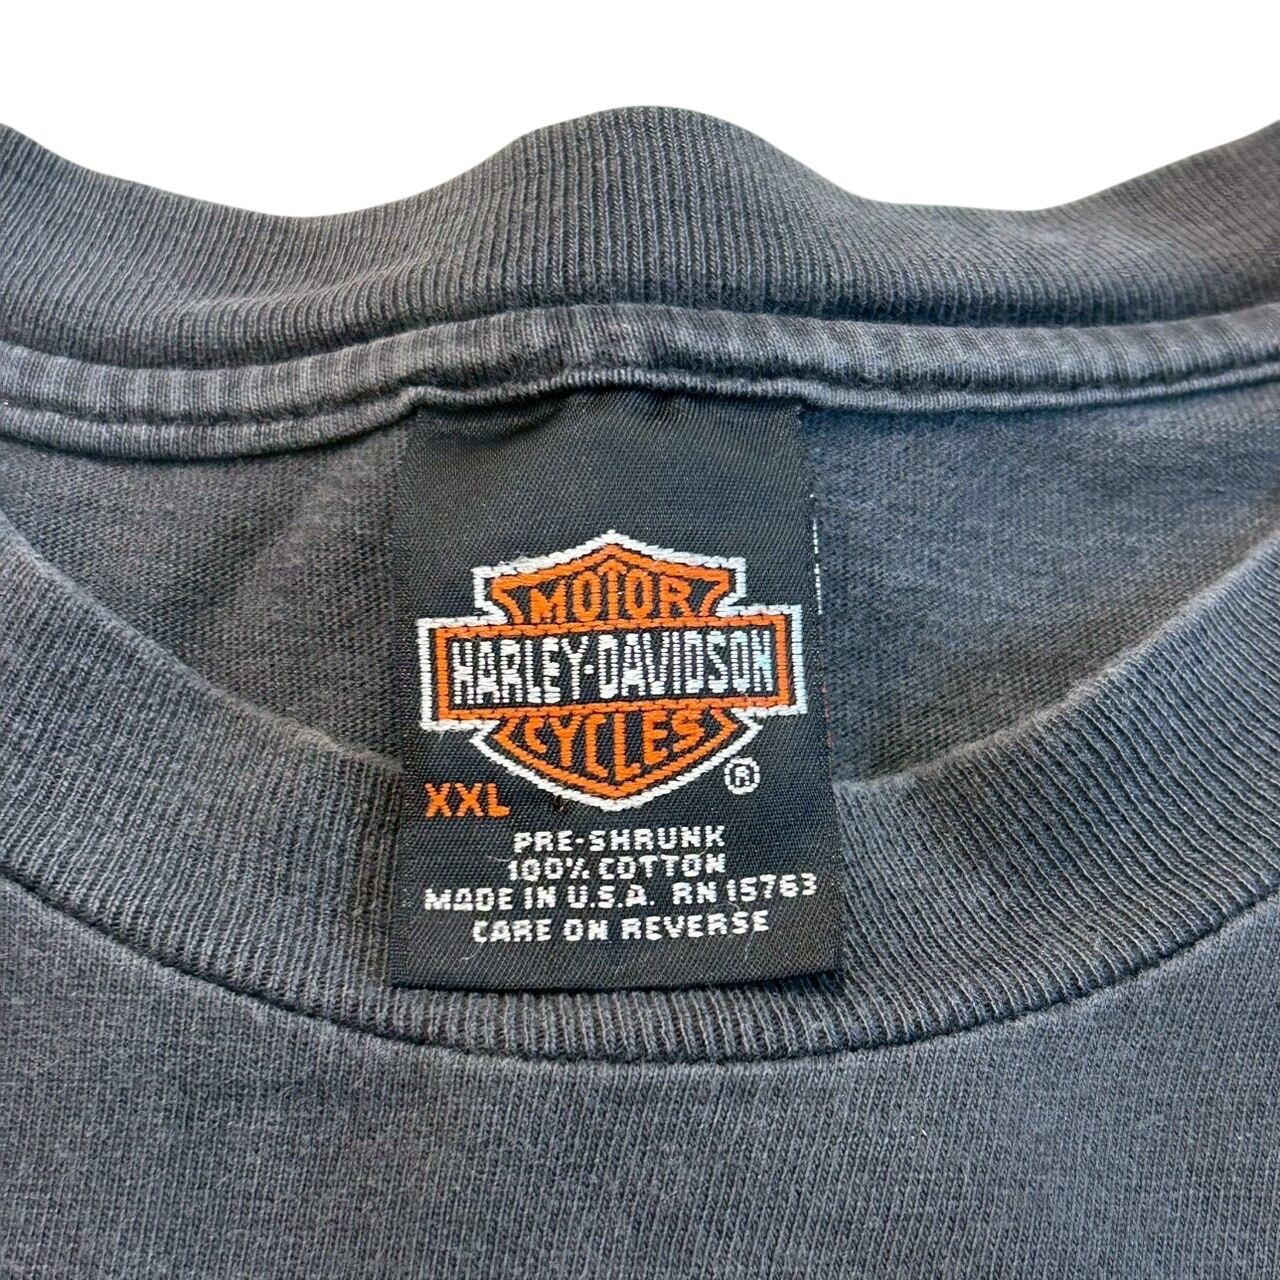 MOTOR
HARLEY-DAVIDSON
CYCLES
®
XXL
PRE-SHRUNK
100% COTTON
MADE IN U.S.A. RN 15763
CARE ON REVERSE